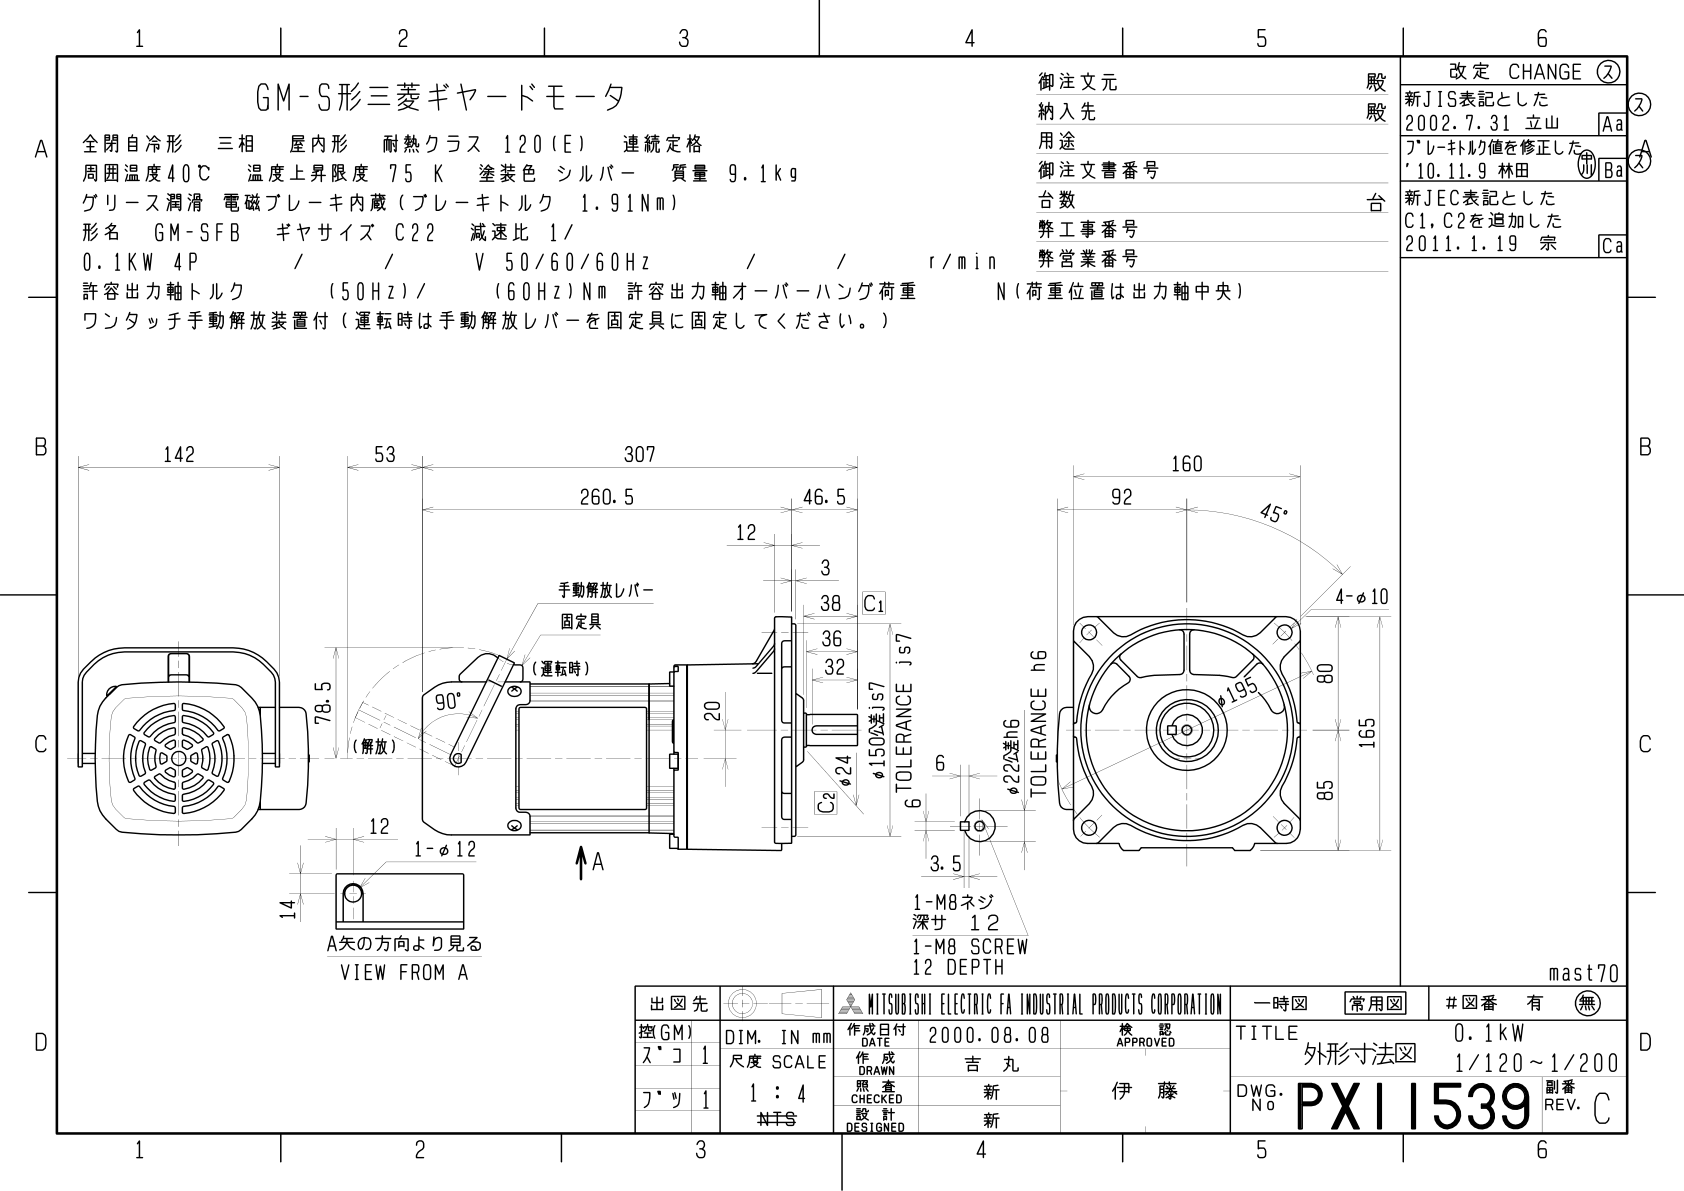 1 2 3 4 5 6
GM-S形三菱ギヤードモータ
全閉自冷形 三相 屋内形 耐熱クラス 120(E) 連続定格
周囲温度40℃ 温度上昇限度 75 K 塗装色 シルバー 質量 9.1kg
グリース潤滑 電磁ブレーキ内蔵(ブレーキトルク 1.91Nm)
形名 GM-SFB ギヤサイズ C22 減速比 1/
0.1KW 4P / / V 50/60/60Hz / / r/min
許容出力軸トルク (50Hz)/ (60Hz)Nm 許容出力軸オーバーハング荷重 N(荷重位置は出力軸中央)
ワンタッチ手動解放装置付(運転時は手動解放レバーを固定具に固定してください。)
御注文元 殿
納入先 殿
用途
御注文書番号
台数 台
弊工事番号
弊営業番号
改定 CHANGE ス
新JIS表記とした
2002.7.31 立山 Aa
ス
ブレーキトルク値を修正した
'10.11.9 林田 Ba
ス
新JEC表記とした
C1,C2を追加した
2011.1.19 宗 Ca
A A
B B
C C
D D
142
53
307
260.5
46.5
12
3
38 C1
36
32
手動解放レバー
固定具
(運転時)
90°
(解放)
78.5
20
φ24
C2
φ150公差js7
TOLERANCE js7
A
12
1-φ12
14
A矢の方向より見る
VIEW FROM A
6
6
3.5
φ22公差h6
TOLERANCE h6
1-M8ネジ
深サ 12
1-M8 SCREW
12 DEPTH
160
92
45°
4-φ10
φ195
80
85
165
mast70
出図先
控(GM)
スﾞコ 1
ブツ 1
DIM. IN mm
尺度 SCALE
1 : 4
NTS
MITSUBISHI ELECTRIC FA INDUSTRIAL PRODUCTS CORPORATION
作成日付
DATE
2000.08.08
作成
DRAWN
吉丸
照査
CHECKED
新
設計
DESIGNED
新
検認
APPROVED
伊藤
一時図 常用図 #図番 有 無
TITLE
外形寸法図
0.1kW
1/120~1/200
DWG.
No
PX11539
副番
REV.
C
1 2 3 4 5 6